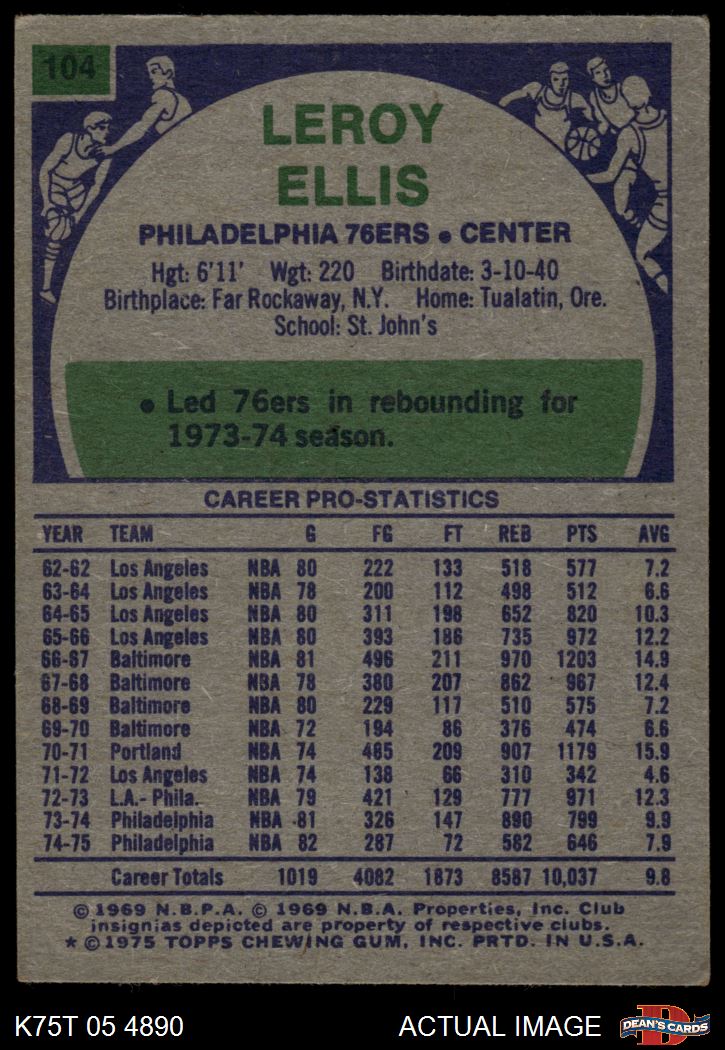 104
LEROY
ELLIS
PHILADELPHIA 76ERS • CENTER
Hgt: 6'11' Wgt: 220 Birthdate: 3-10-40
Birthplace: Far Rockaway, N.Y. Home: Tualatin, Ore.
School: St. John's
• Led 76ers in rebounding for
1973-74 season.
CAREER PRO-STATISTICS
YEAR TEAM G FG FT REB PTS AVG
62-62 Los Angeles NBA 80 222 133 518 577 7.2
63-64 Los Angeles NBA 78 200 112 498 512 6.6
64-65 Los Angeles NBA 80 311 198 652 820 10.3
65-66 Los Angeles NBA 80 393 186 735 972 12.2
66-67 Baltimore NBA 81 496 211 970 1203 14.9
67-68 Baltimore NBA 78 380 207 862 967 12.4
68-69 Baltimore NBA 80 229 117 510 575 7.2
69-70 Baltimore NBA 72 194 86 376 474 6.6
70-71 Portland NBA 74 485 209 907 1179 15.9
71-72 Los Angeles NBA 74 138 66 310 342 4.6
72-73 L.A.- Phila. NBA 79 421 129 777 971 12.3
73-74 Philadelphia NBA 81 326 147 890 799 9.9
74-75 Philadelphia NBA 82 287 72 582 646 7.9
Career Totals 1019 4082 1873 8587 10,037 9.8
© 1969 N.B.P.A. © 1969 N.B.A. Properties, Inc. Club
insignias depicted are property of respective clubs.
* © 1975 TOPPS CHEWING GUM, INC. PRTD. IN U.S.A.
K75T 05 4890 ACTUAL IMAGE DEAN'S CARDS